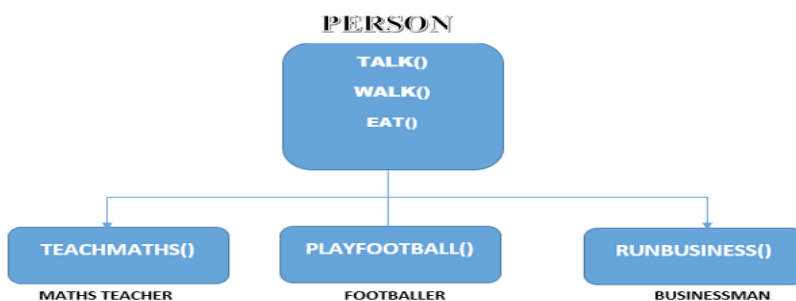 PERSON
TALK()
WALK()
EAT()
TEACHMATHS()
PLAYFOOTBALL()
RUNBUSINESS()
MATHS TEACHER
FOOTBALLER
BUSINESSMAN